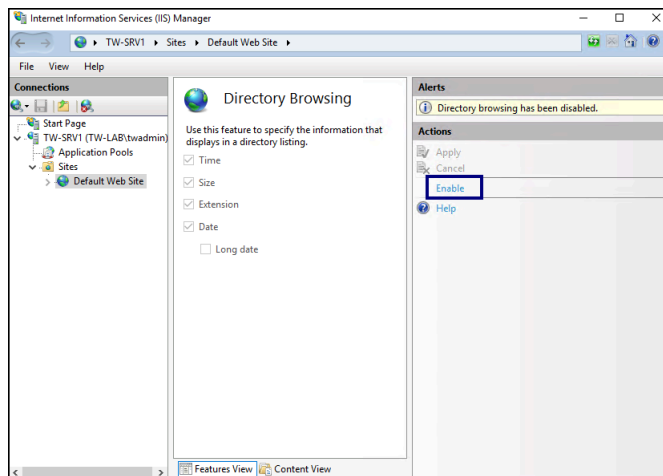 Internet Information Services (IIS) Manager
TW-SRV1
Sites
Default Web Site
File View Help
Connections
Start Page
TW-SRV1 (TW-LAB\twadmin)
Application Pools
Sites
Default Web Site
Directory Browsing
Use this feature to specify the information that
displays in a directory listing.
Time
Size
Extension
Date
Long date
Features View
Content View
Alerts
Directory browsing has been disabled.
Actions
Apply
Cancel
Enable
Help